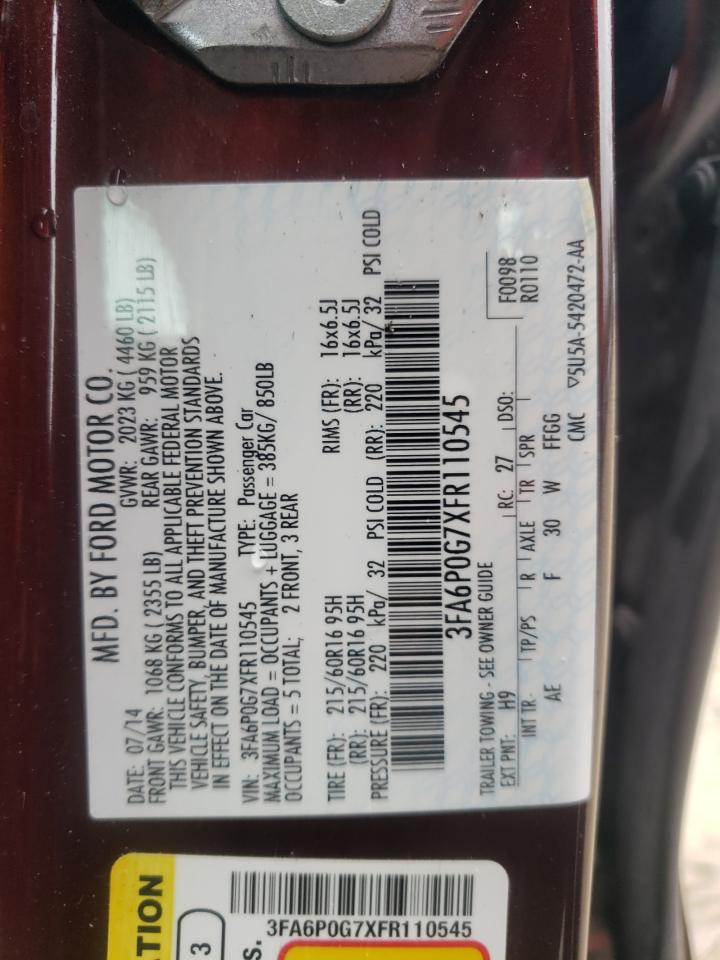 MFD. BY FORD MOTOR CO.
DATE: 07/14 GVWR: 2023 KG ( 4460 LB)
FRONT GAWR: 1068 KG ( 2355 LB) REAR GAWR: 959 KG ( 2115 LB)
THIS VEHICLE CONFORMS TO ALL APPLICABLE FEDERAL MOTOR
VEHICLE SAFETY, BUMPER, AND THEFT PREVENTION STANDARDS
IN EFFECT ON THE DATE OF MANUFACTURE SHOWN ABOVE.
VIN: 3FA6P0G7XFR110545 TYPE: Passenger Car
MAXIMUM LOAD = OCCUPANTS + LUGGAGE = 385KG/ 850LB
OCCUPANTS = 5 TOTAL; 2 FRONT, 3 REAR
TIRE (FR): 215/60R16 95H RIMS (FR): 16x6.5J
(RR): 215/60R16 95H (RR): 16x6.5J
PRESSURE (FR): 220 kPa/ 32 PSI COLD (RR): 220 kPa/ 32 PSI COLD
3FA6P0G7XFR110545
TRAILER TOWING - SEE OWNER GUIDE F0098
EXT PNT: H9 RC: 27 DSO: R0110
INT TR TP/PS R AXLE TR SPR
AE F 30 W FFGG
CMC ▽5U5A-5420472-AA
ATION
3
S.
3FA6P0G7XFR110545